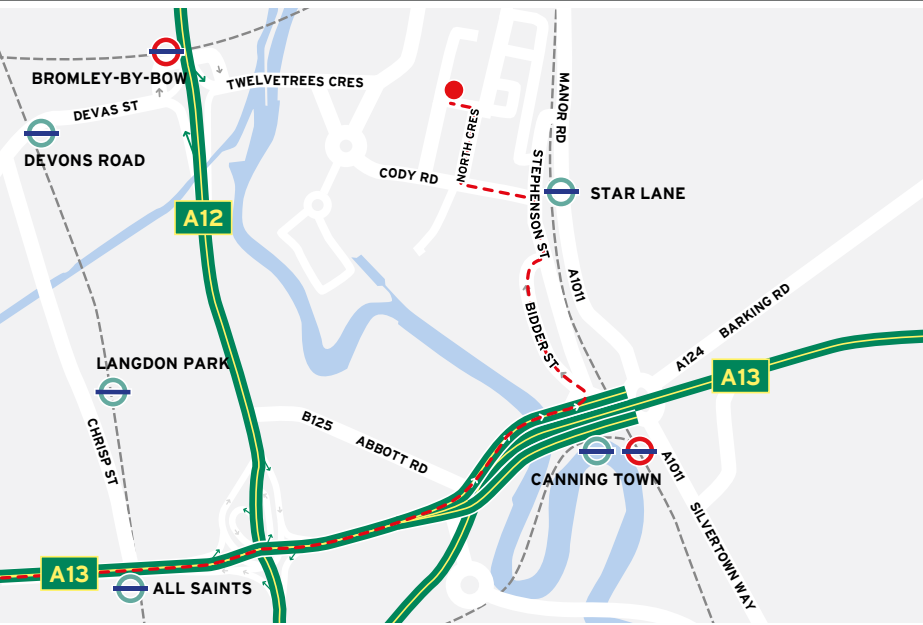 BROMLEY-BY-BOW
TWELVETREES CRES
DEVAS ST
DEVONS ROAD
NORTH CRES
MANOR RD
CODY RD
STEPHENSON ST
STAR LANE
A12
A1011
BIDDER ST
BARKING RD
A124
A13
LANGDON PARK
CHRISP ST
B125
ABBOTT RD
CANNING TOWN
A1011
SILVERTOWN WAY
A13
ALL SAINTS